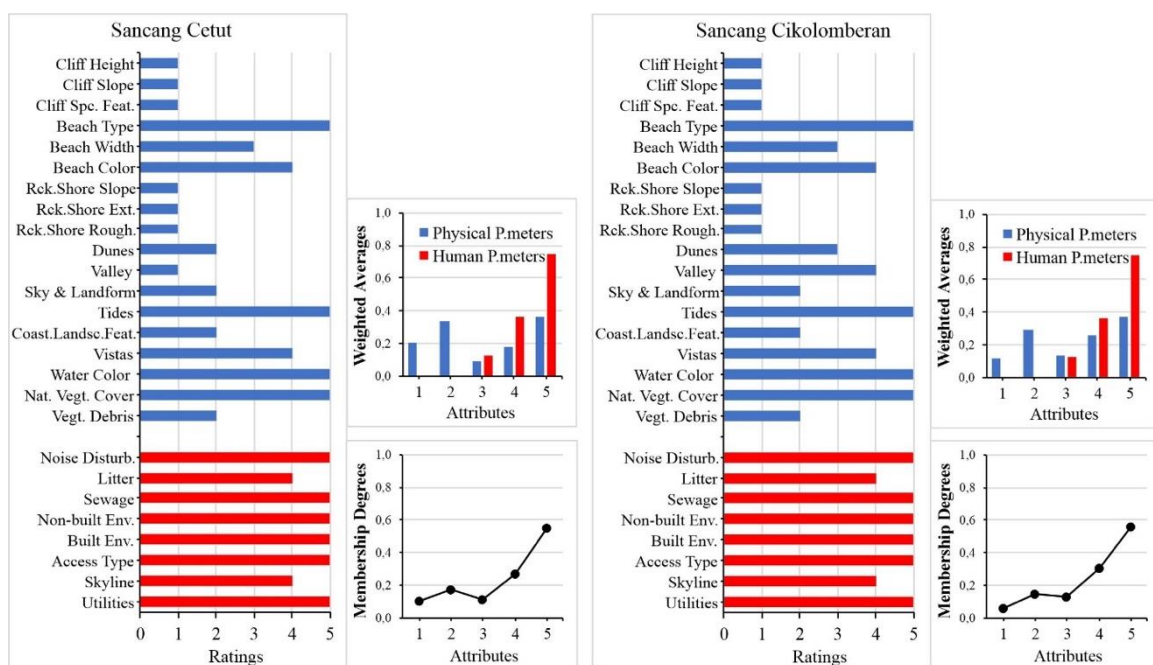 Sancang Cetut
Cliff Height
Cliff Slope
Cliff Spc. Feat.
Beach Type
Beach Width
Beach Color
Rck.Shore Slope
Rck.Shore Ext.
Rck.Shore Rough.
Dunes
Valley
Sky & Landform
Tides
Coast.Landsc.Feat.
Vistas
Water Color
Nat. Vegt. Cover
Vegt. Debris
Noise Disturb.
Litter
Sewage
Non-built Env.
Built Env.
Access Type
Skyline
Utilities
0 1 2 3 4 5
Ratings
Weighted Averages
1,0
0,8
0,6
0,4
0,2
0,0
Physical P.meters
Human P.meters
1 2 3 4 5
Attributes
Membership Degrees
1,0
0,8
0,6
0,4
0,2
0,0
1 2 3 4 5
Attributes
Sancang Cikolomberan
Cliff Height
Cliff Slope
Cliff Spc. Feat.
Beach Type
Beach Width
Beach Color
Rck.Shore Slope
Rck.Shore Ext.
Rck.Shore Rough.
Dunes
Valley
Sky & Landform
Tides
Coast.Landsc.Feat.
Vistas
Water Color
Nat. Vegt. Cover
Vegt. Debris
Noise Disturb.
Litter
Sewage
Non-built Env.
Built Env.
Access Type
Skyline
Utilities
0 1 2 3 4 5
Ratings
Weighted Averages
1,0
0,8
0,6
0,4
0,2
0,0
Physical P.meters
Human P.meters
1 2 3 4 5
Attributes
Membership Degrees
1,0
0,8
0,6
0,4
0,2
0,0
1 2 3 4 5
Attributes